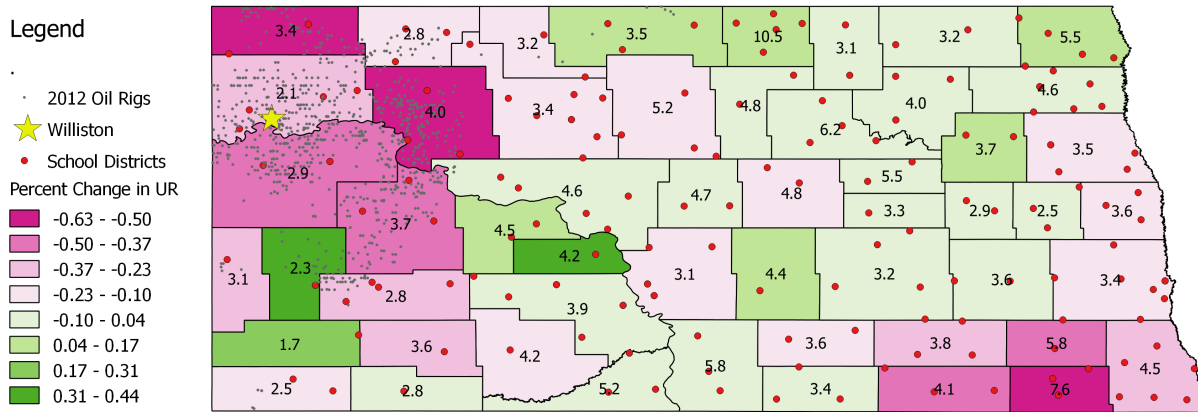 Legend
2012 Oil Rigs
Williston
School Districts
Percent Change in UR
-0.63 - -0.50
-0.50 - -0.37
-0.37 - -0.23
-0.23 - -0.10
-0.10 - 0.04
0.04 - 0.17
0.17 - 0.31
0.31 - 0.44
3.4 2.8 3.2 3.5 10.5 3.1 3.2 5.5
2.1 4.0 3.4 5.2 4.8 6.2 4.0 4.6
2.9 3.7 3.5
4.6 4.7 4.8 5.5
3.7 4.5 3.3 2.9 2.5 3.6
3.1 2.3 4.2 3.1 4.4 3.2 3.6 3.4
2.8 3.9
1.7 3.6 4.2 5.8 3.6 3.8 5.8 4.5
2.5 2.8 5.2 3.4 4.1 7.6